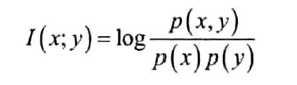 I(x;y) = log p(x,y) / p(x)p(y)